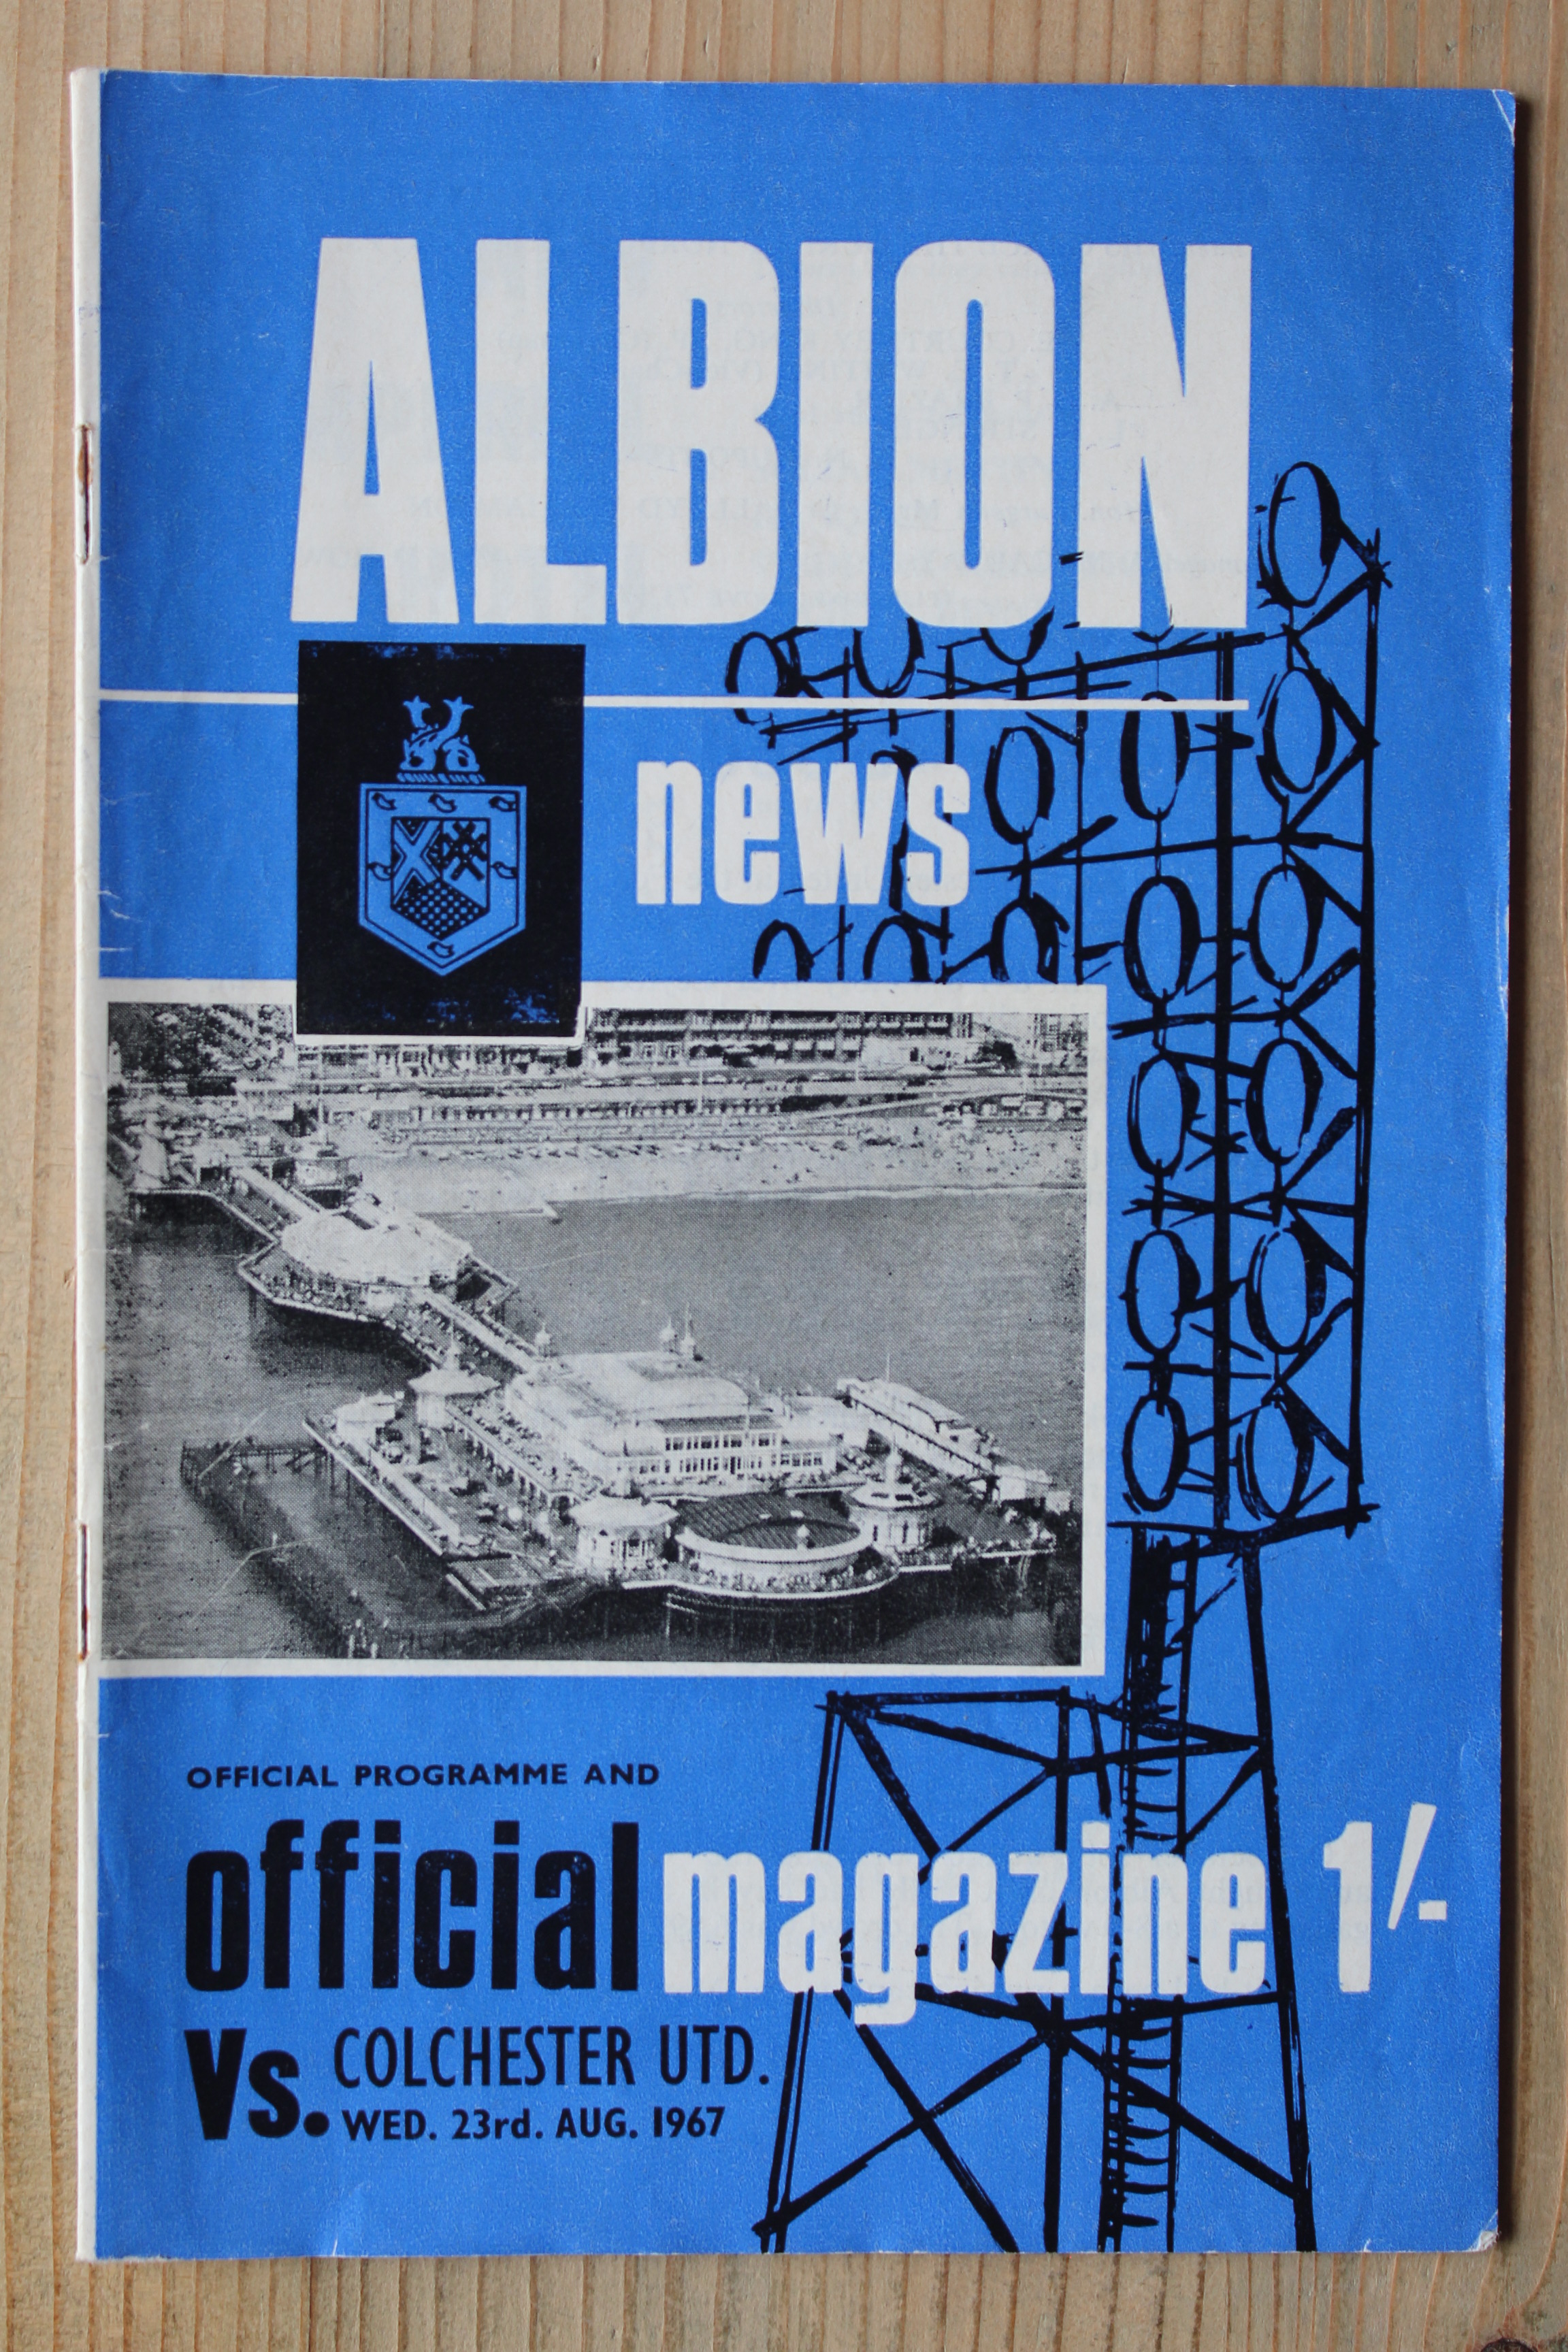 ALBION
news
OFFICIAL PROGRAMME AND
official magazine 1/-
Vs. COLCHESTER UTD.
WED. 23rd. AUG. 1967